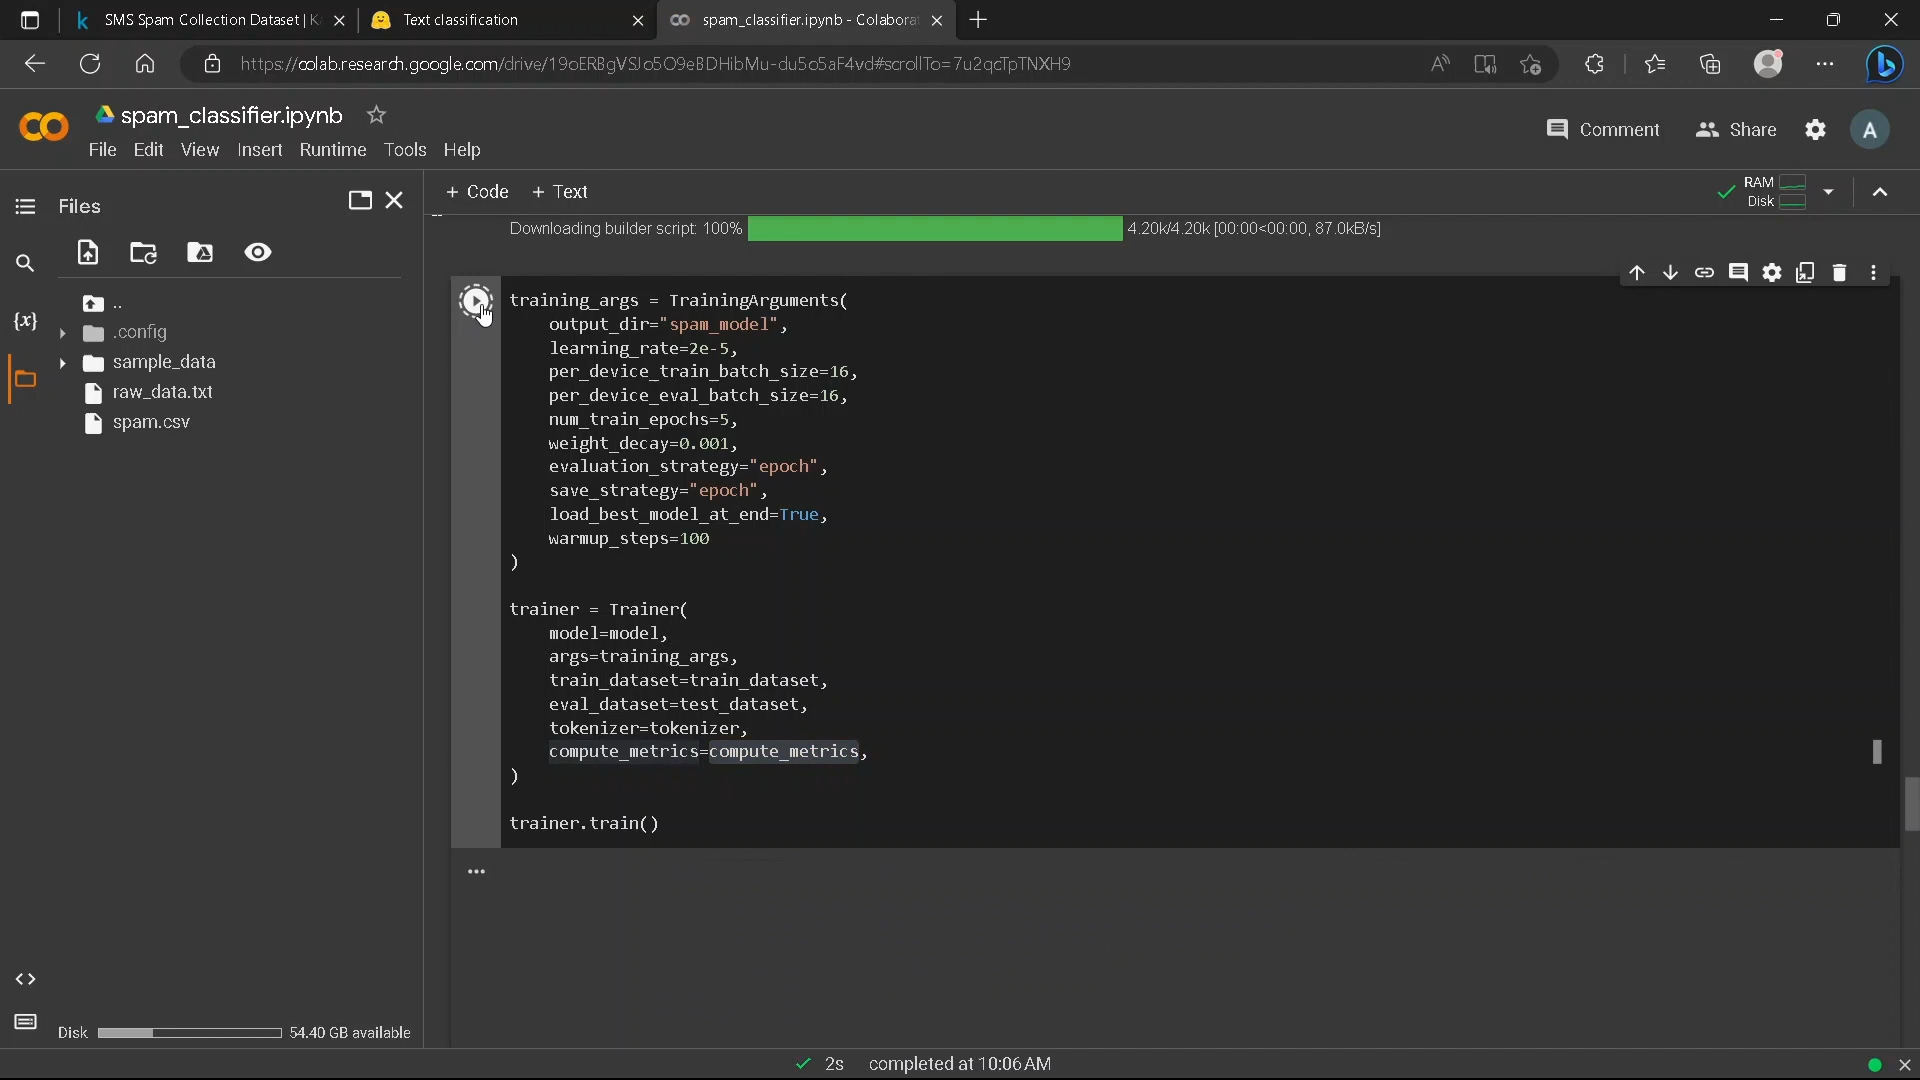 SMS Spam Collection Dataset | K
Text classification
spam_classifier.ipynb - Colabora
https://colab.research.google.com/drive/19oERBgVSJo5O9eBDHibMu-du5o5aF4vd#scrollTo=7u2qcTpTNXH9
spam_classifier.ipynb
File Edit View Insert Runtime Tools Help
Comment Share A
Files
+ Code + Text
RAM
Disk
Downloading builder script: 100% 4.20k/4.20k [00:00<00:00, 87.0kB/s]
..
.config
sample_data
raw_data.txt
spam.csv
{x}
training_args = TrainingArguments(
output_dir="spam_model",
learning_rate=2e-5,
per_device_train_batch_size=16,
per_device_eval_batch_size=16,
num_train_epochs=5,
weight_decay=0.001,
evaluation_strategy="epoch",
save_strategy="epoch",
load_best_model_at_end=True,
warmup_steps=100
)
trainer = Trainer(
model=model,
args=training_args,
train_dataset=train_dataset,
eval_dataset=test_dataset,
tokenizer=tokenizer,
compute_metrics=compute_metrics,
)
trainer.train()
Disk 54.40 GB available
2s completed at 10:06 AM